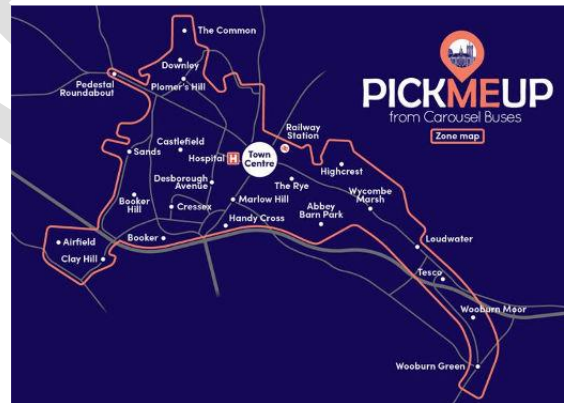 The Common
Downley
Plomer's Hill
Pedestal
Roundabout
PICKMEUP
from Carousel Buses
Zone map
Railway
Station
Castlefield
Hospital
H
Town
Centre
Sands
Highcrest
Desborough
Avenue
The Rye
Wycombe
Marsh
Booker
Hill
Cressex
Marlow Hill
Abbey
Barn Park
Handy Cross
Airfield
Booker
Loudwater
Clay Hill
Tesco
Wooburn Moor
Wooburn Green